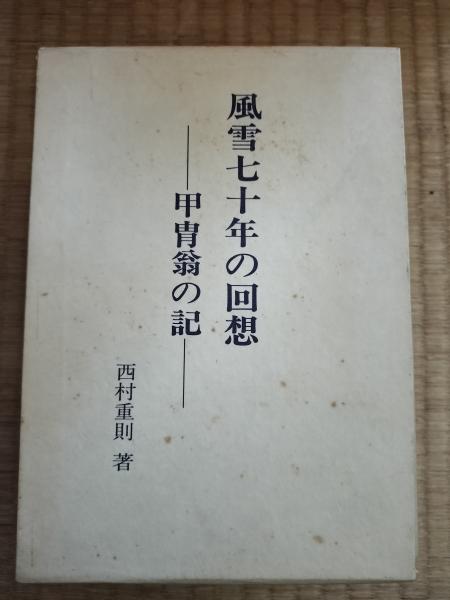 風雪七十年の回想
——甲冑翁の記——
西村重則 著